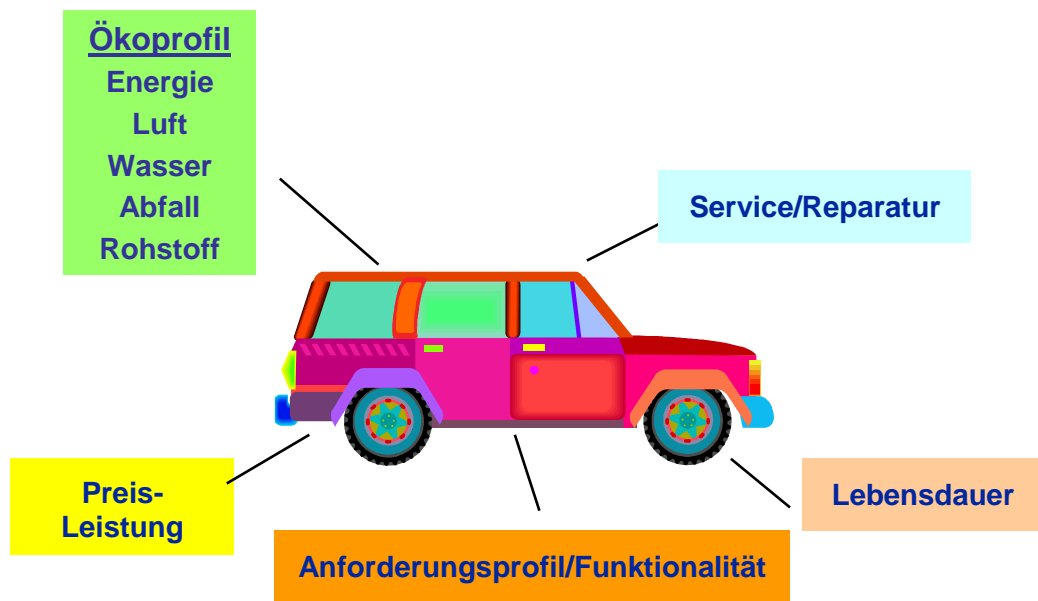 Ökoprofil
Energie
Luft
Wasser
Abfall
Rohstoff
Service/Reparatur
Preis-
Leistung
Lebensdauer
Anforderungsprofil/Funktionalität